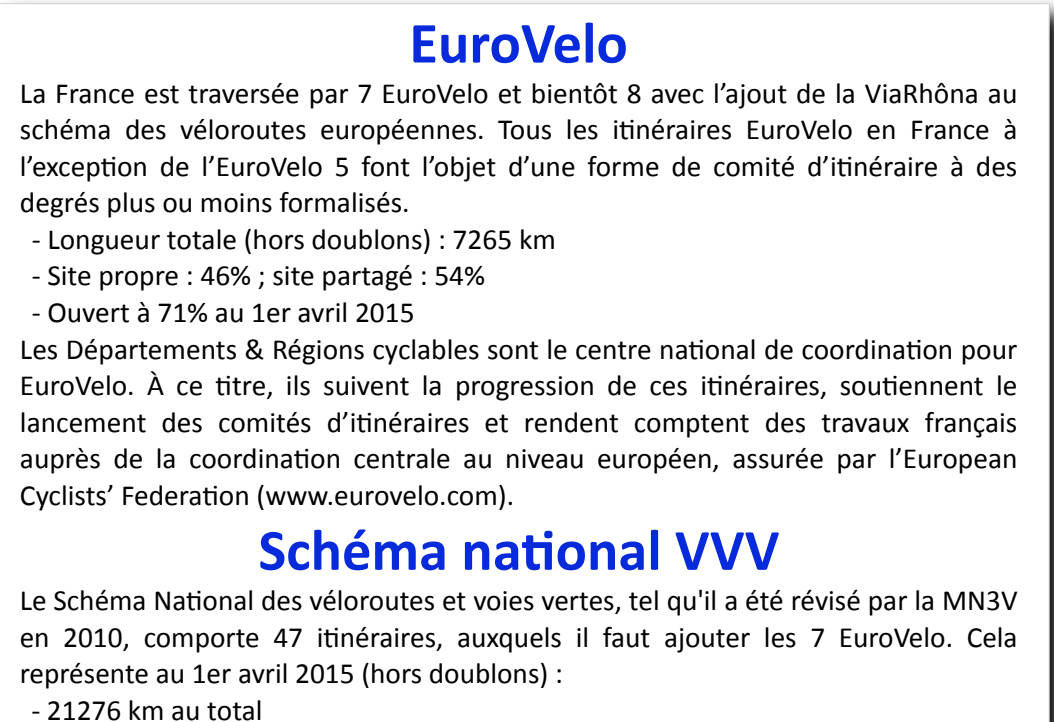 EuroVelo
La France est traversée par 7 EuroVelo et bientôt 8 avec l’ajout de la ViaRhôna au
schéma des véloroutes européennes. Tous les itinéraires EuroVelo en France à
l’exception de l’EuroVelo 5 font l’objet d’une forme de comité d’itinéraire à des
degrés plus ou moins formalisés.
- Longueur totale (hors doublons) : 7265 km
- Site propre : 46% ; site partagé : 54%
- Ouvert à 71% au 1er avril 2015
Les Départements & Régions cyclables sont le centre national de coordination pour
EuroVelo. À ce titre, ils suivent la progression de ces itinéraires, soutiennent le
lancement des comités d’itinéraires et rendent comptent des travaux français
auprès de la coordination centrale au niveau européen, assurée par l’European
Cyclists’ Federation (www.eurovelo.com).
Schéma national VVV
Le Schéma National des véloroutes et voies vertes, tel qu'il a été révisé par la MN3V
en 2010, comporte 47 itinéraires, auxquels il faut ajouter les 7 EuroVelo. Cela
représente au 1er avril 2015 (hors doublons) :
- 21276 km au total